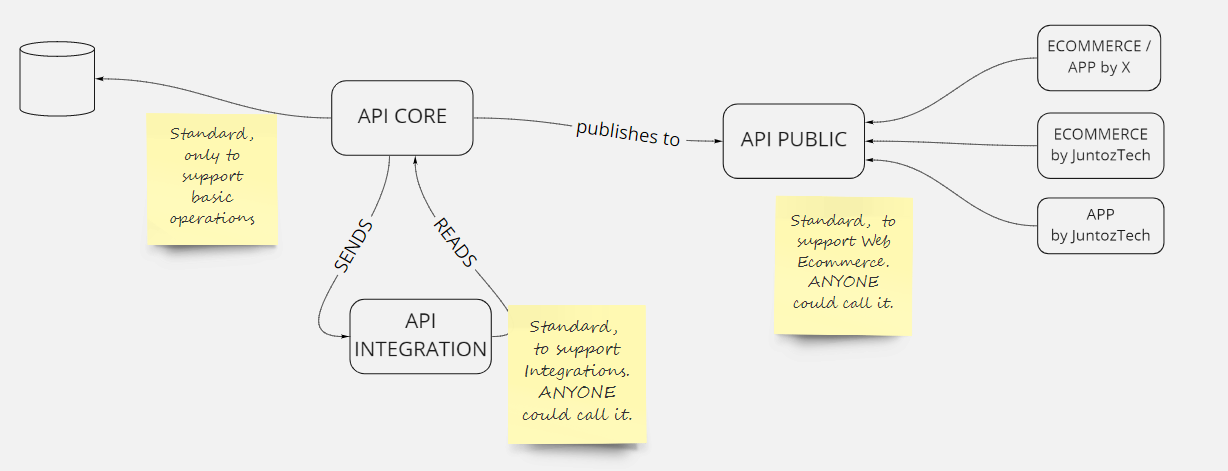 ECOMMERCE /
APP by X
API CORE
publishes to
API PUBLIC
ECOMMERCE
by JuntozTech
APP
by JuntozTech
Standard,
only to
support
basic
operations
SENDS
READS
Standard, to
support Web
Ecommerce.
ANYONE
could call it.
API
INTEGRATION
Standard,
to support
Integrations.
ANYONE
could call it.